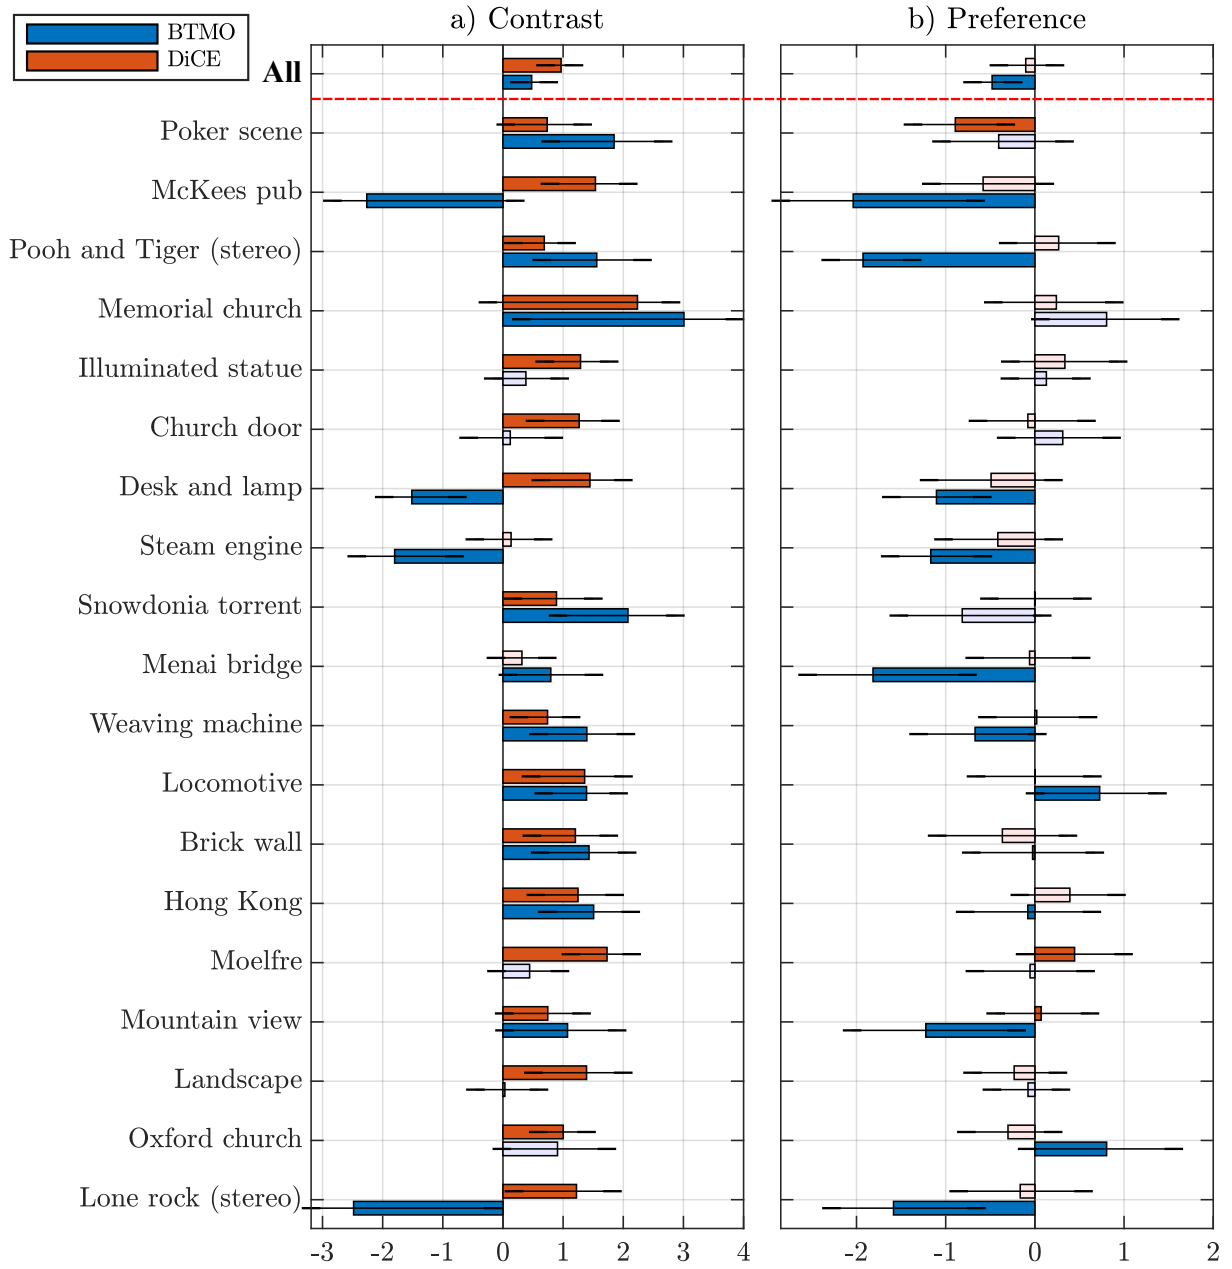 BTMO
DiCE
a) Contrast
b) Preference
All
Poker scene
McKees pub
Pooh and Tiger (stereo)
Memorial church
Illuminated statue
Church door
Desk and lamp
Steam engine
Snowdonia torrent
Menai bridge
Weaving machine
Locomotive
Brick wall
Hong Kong
Moelfre
Mountain view
Landscape
Oxford church
Lone rock (stereo)
-3 -2 -1 0 1 2 3 4
-2 -1 0 1 2